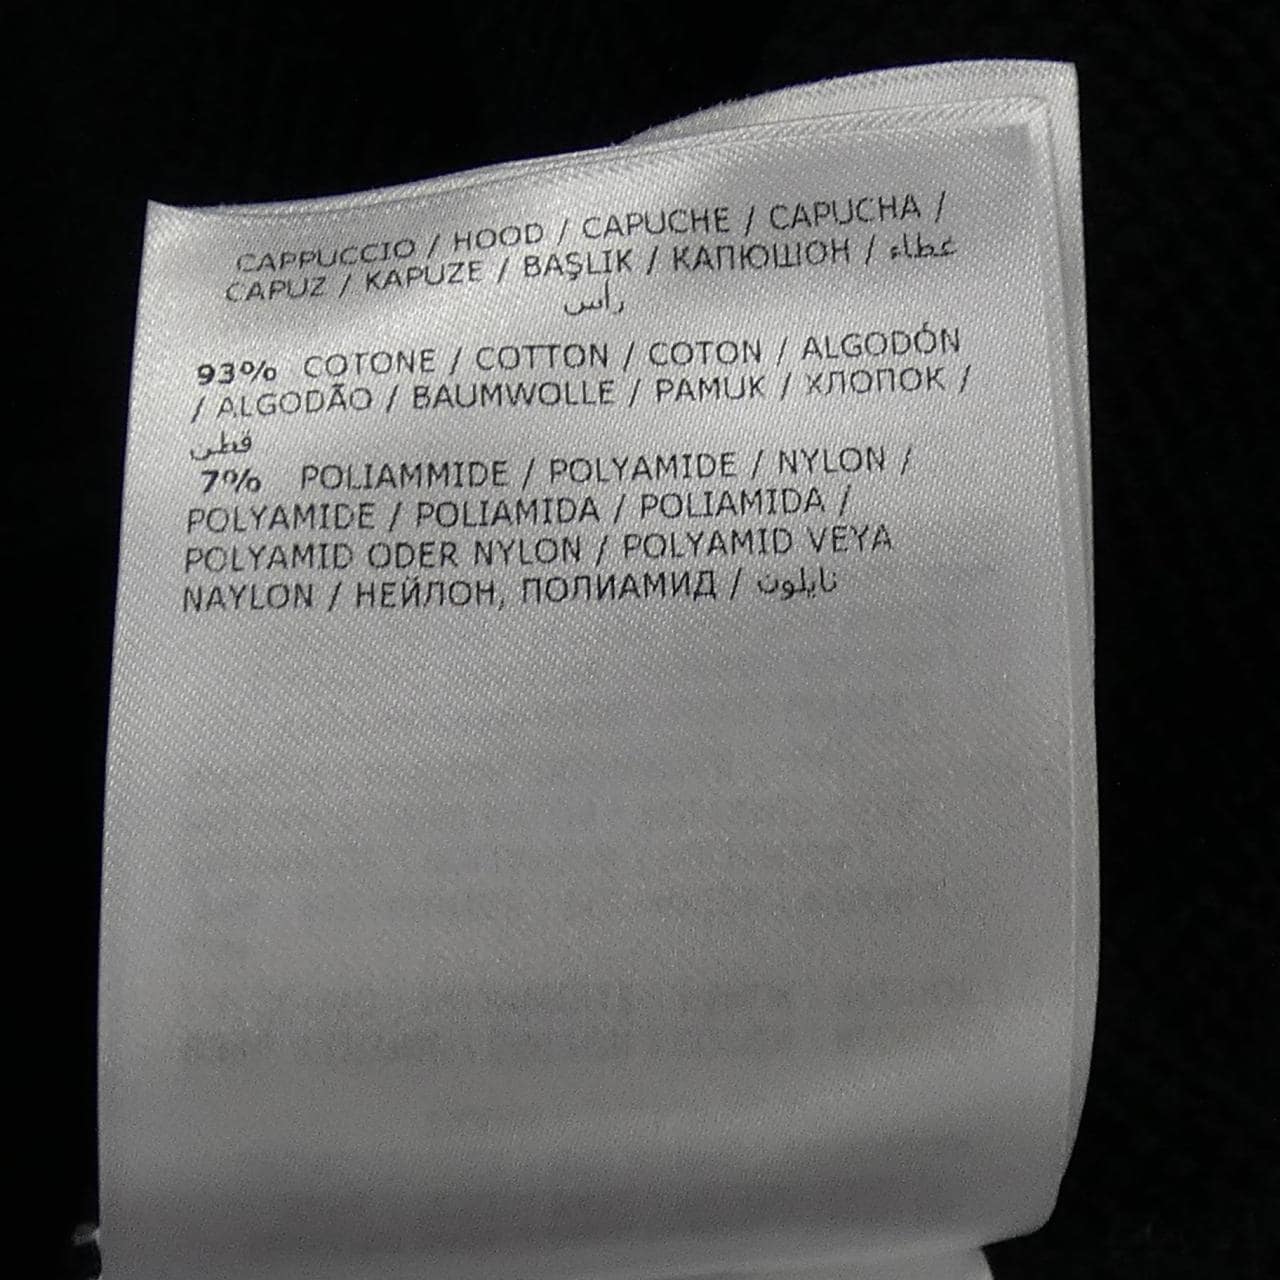 CAPPUCCIO / HOOD / CAPUCHE / CAPUCHA /
CAPUZ / KAPUZE / BAŞLIK / КАПЮШОН / غطاء
رأس
93% COTONE / COTTON / COTON / ALGODÓN
/ ALGODÃO / BAUMWOLLE / PAMUK / ХЛОПОК /
قطن
7% POLIAMMIDE / POLYAMIDE / NYLON /
POLYAMIDE / POLIAMIDA / POLIAMIDA /
POLYAMID ODER NYLON / POLYAMID VEYA
NAYLON / НЕЙЛОН, ПОЛИАМИД / نايلون